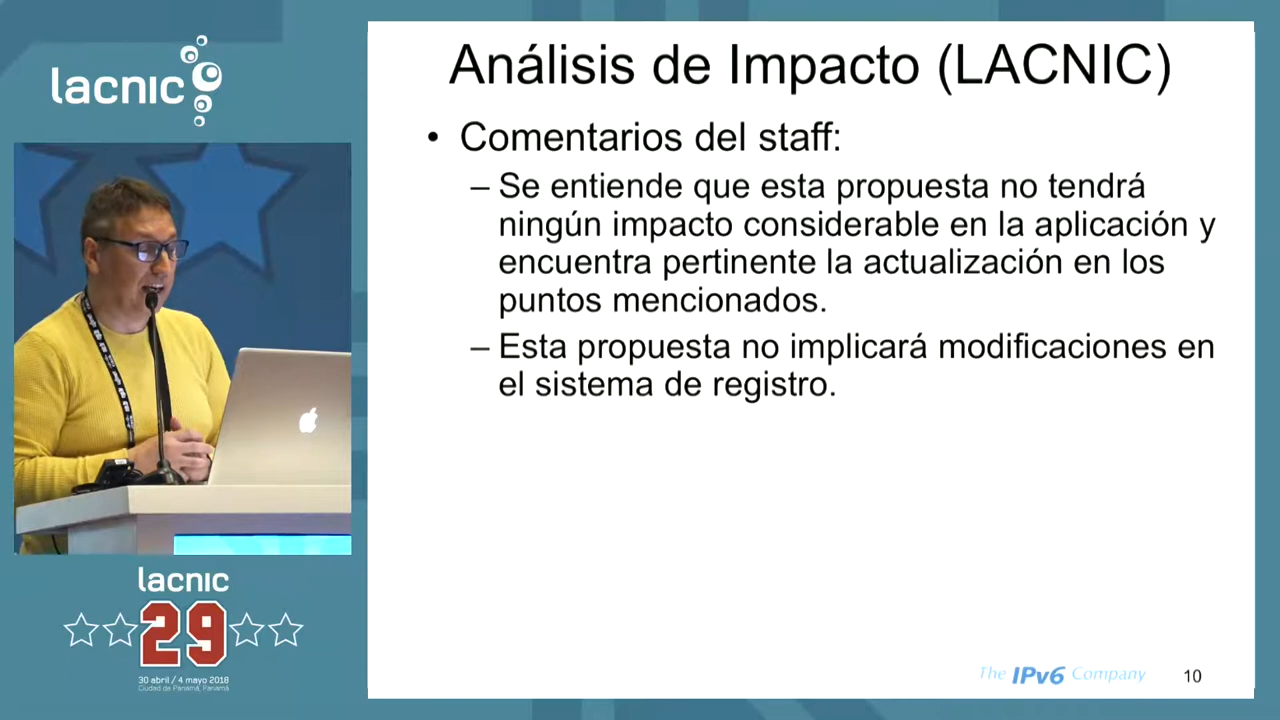 lacnic
Análisis de Impacto (LACNIC)
• Comentarios del staff:
– Se entiende que esta propuesta no tendrá
ningún impacto considerable en la aplicación y
encuentra pertinente la actualización en los
puntos mencionados.
– Esta propuesta no implicará modificaciones en
el sistema de registro.
lacnic
29
30 abril / 4 mayo 2018
Ciudad de Panamá, Panamá
The IPv6 Company
10